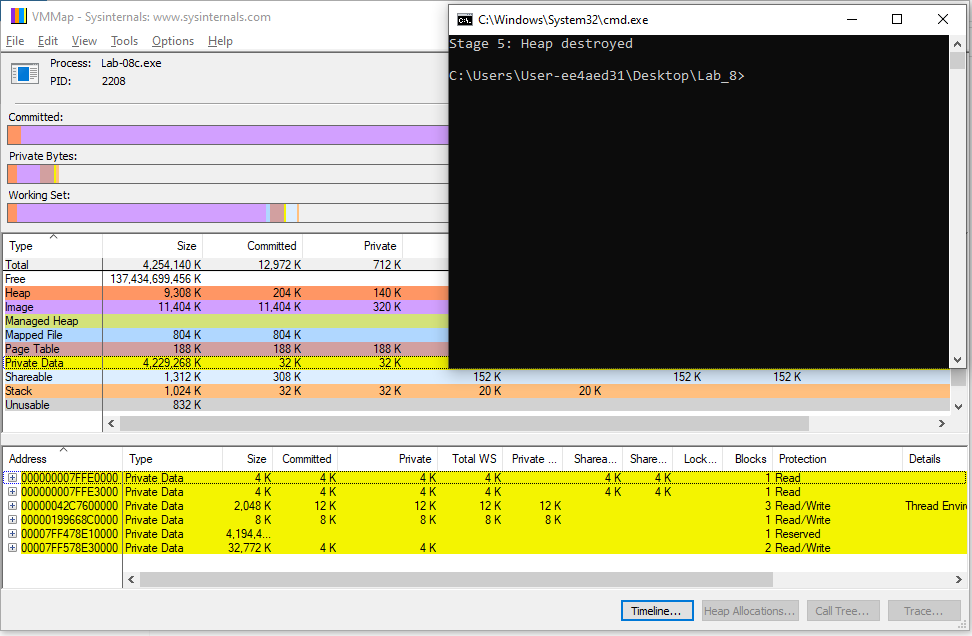 VMMap - Sysinternals: www.sysinternals.com
File Edit View Tools Options Help
Process: Lab-08c.exe
PID: 2208
Committed:
Private Bytes:
Working Set:
C:\Windows\System32\cmd.exe
Stage 5: Heap destroyed
C:\Users\User-ee4aed31\Desktop\Lab_8>
Type Size Committed Private
Total 4,254,140 K 12,972 K 712 K
Free 137,434,699,456 K
Heap 9,308 K 204 K 140 K
Image 11,404 K 11,404 K 320 K
Managed Heap
Mapped File 804 K 804 K
Page Table 188 K 188 K 188 K
Private Data 4,229,268 K 32 K 32 K
Shareable 1,312 K 308 K 152 K 152 K 152 K
Stack 1,024 K 32 K 32 K 20 K 20 K
Unusable 832 K
Address Type Size Committed Private Total WS Private ... Sharea... Share... Lock... Blocks Protection Details
000000007FFE0000 Private Data 4 K 4 K 4 K 4 K 4 K 4 K 1 Read
000000007FFE3000 Private Data 4 K 4 K 4 K 4 K 4 K 4 K 1 Read
00000042C7600000 Private Data 2,048 K 12 K 12 K 12 K 12 K 3 Read/Write Thread Envir
00000199668C0000 Private Data 8 K 8 K 8 K 8 K 8 K 1 Read/Write
00007FF478E10000 Private Data 4,194,4... 1 Reserved
00007FF578E30000 Private Data 32,772 K 4 K 4 K 2 Read/Write
Timeline... Heap Allocations... Call Tree... Trace...